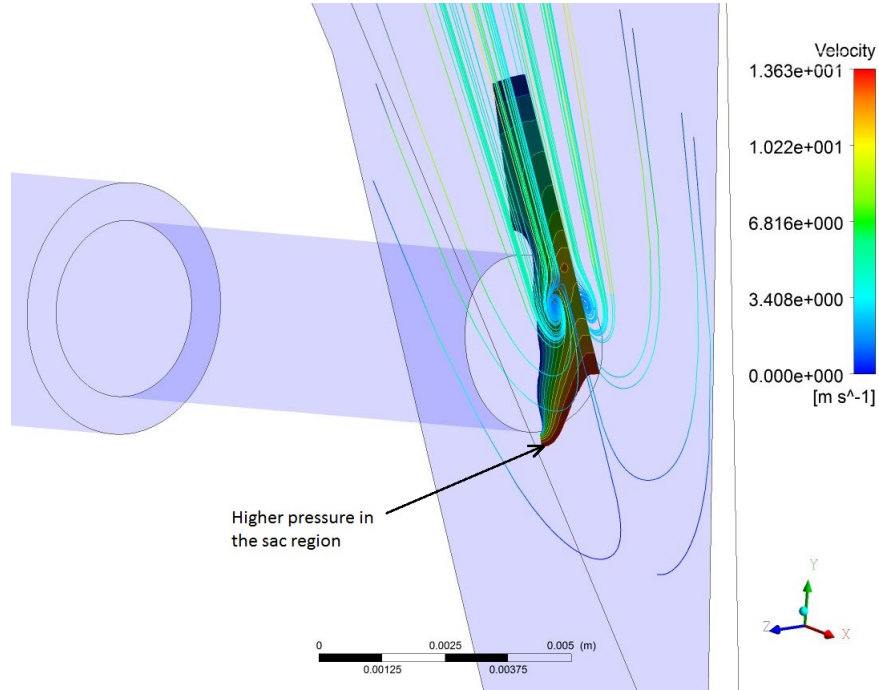 Velocity
1.363e+001
1.022e+001
6.816e+000
3.408e+000
0.000e+000
[m s^-1]
Higher pressure in
the sac region
Y
Z
X
0 0.0025 0.005 (m)
0.00125 0.00375